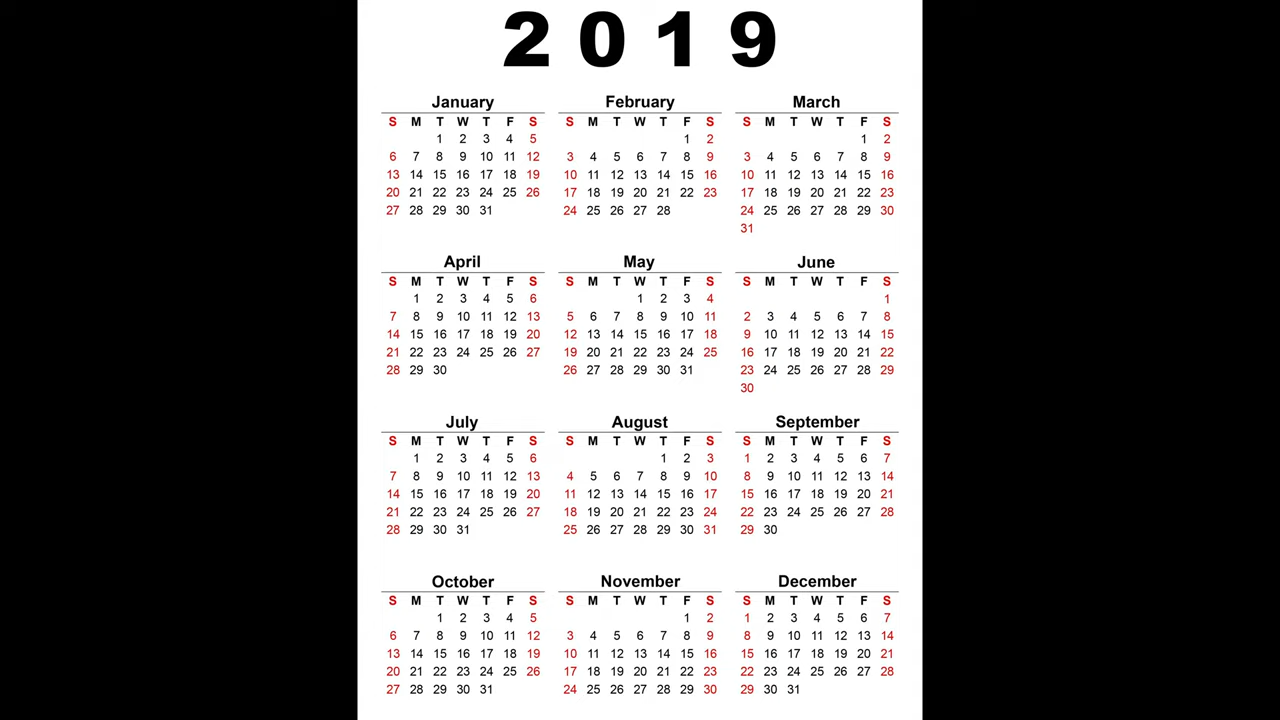 2 0 1 9
January February March
S M T W T F S S M T W T F S S M T W T F S
1 2 3 4 5 1 2 1 2
6 7 8 9 10 11 12 3 4 5 6 7 8 9 3 4 5 6 7 8 9
13 14 15 16 17 18 19 10 11 12 13 14 15 16 10 11 12 13 14 15 16
20 21 22 23 24 25 26 17 18 19 20 21 22 23 17 18 19 20 21 22 23
27 28 29 30 31 24 25 26 27 28 24 25 26 27 28 29 30
31
April May June
S M T W T F S S M T W T F S S M T W T F S
1 2 3 4 5 6 1 2 3 4 1
7 8 9 10 11 12 13 5 6 7 8 9 10 11 2 3 4 5 6 7 8
14 15 16 17 18 19 20 12 13 14 15 16 17 18 9 10 11 12 13 14 15
21 22 23 24 25 26 27 19 20 21 22 23 24 25 16 17 18 19 20 21 22
28 29 30 26 27 28 29 30 31 23 24 25 26 27 28 29
30
July August September
S M T W T F S S M T W T F S S M T W T F S
1 2 3 4 5 6 1 2 3 1 2 3 4 5 6 7
7 8 9 10 11 12 13 4 5 6 7 8 9 10 8 9 10 11 12 13 14
14 15 16 17 18 19 20 11 12 13 14 15 16 17 15 16 17 18 19 20 21
21 22 23 24 25 26 27 18 19 20 21 22 23 24 22 23 24 25 26 27 28
28 29 30 31 25 26 27 28 29 30 31 29 30
October November December
S M T W T F S S M T W T F S S M T W T F S
1 2 3 4 5 1 2 1 2 3 4 5 6 7
6 7 8 9 10 11 12 3 4 5 6 7 8 9 8 9 10 11 12 13 14
13 14 15 16 17 18 19 10 11 12 13 14 15 16 15 16 17 18 19 20 21
20 21 22 23 24 25 26 17 18 19 20 21 22 23 22 23 24 25 26 27 28
27 28 29 30 31 24 25 26 27 28 29 30 29 30 31